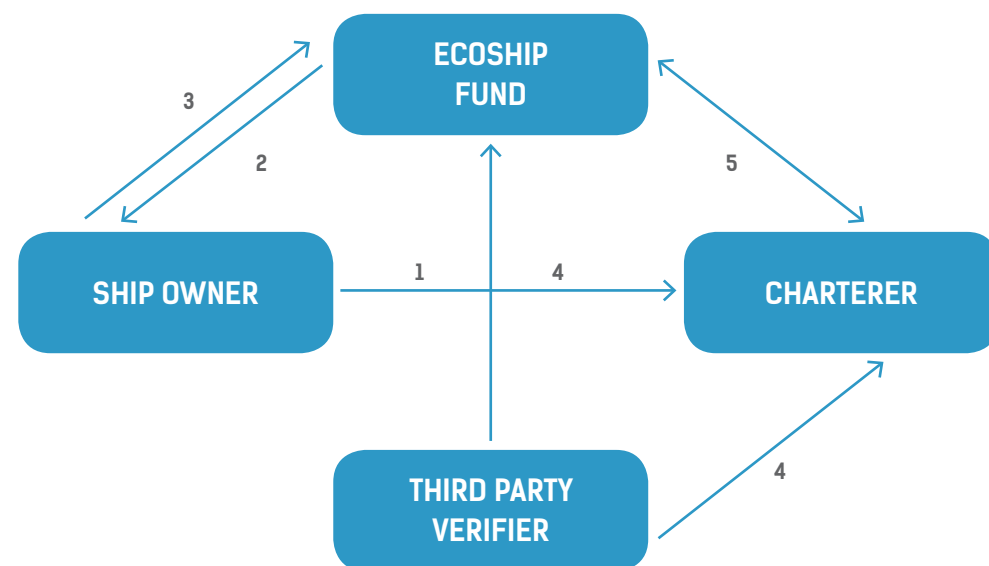 ECOSHIP
FUND
3
2
5
1
4
SHIP OWNER
CHARTERER
4
THIRD PARTY
VERIFIER